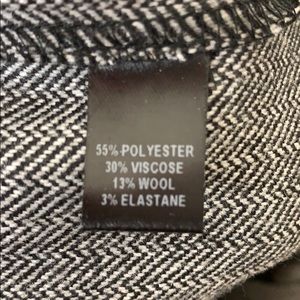 55% POLYESTER
30% VISCOSE
13% WOOL
3% ELASTANE